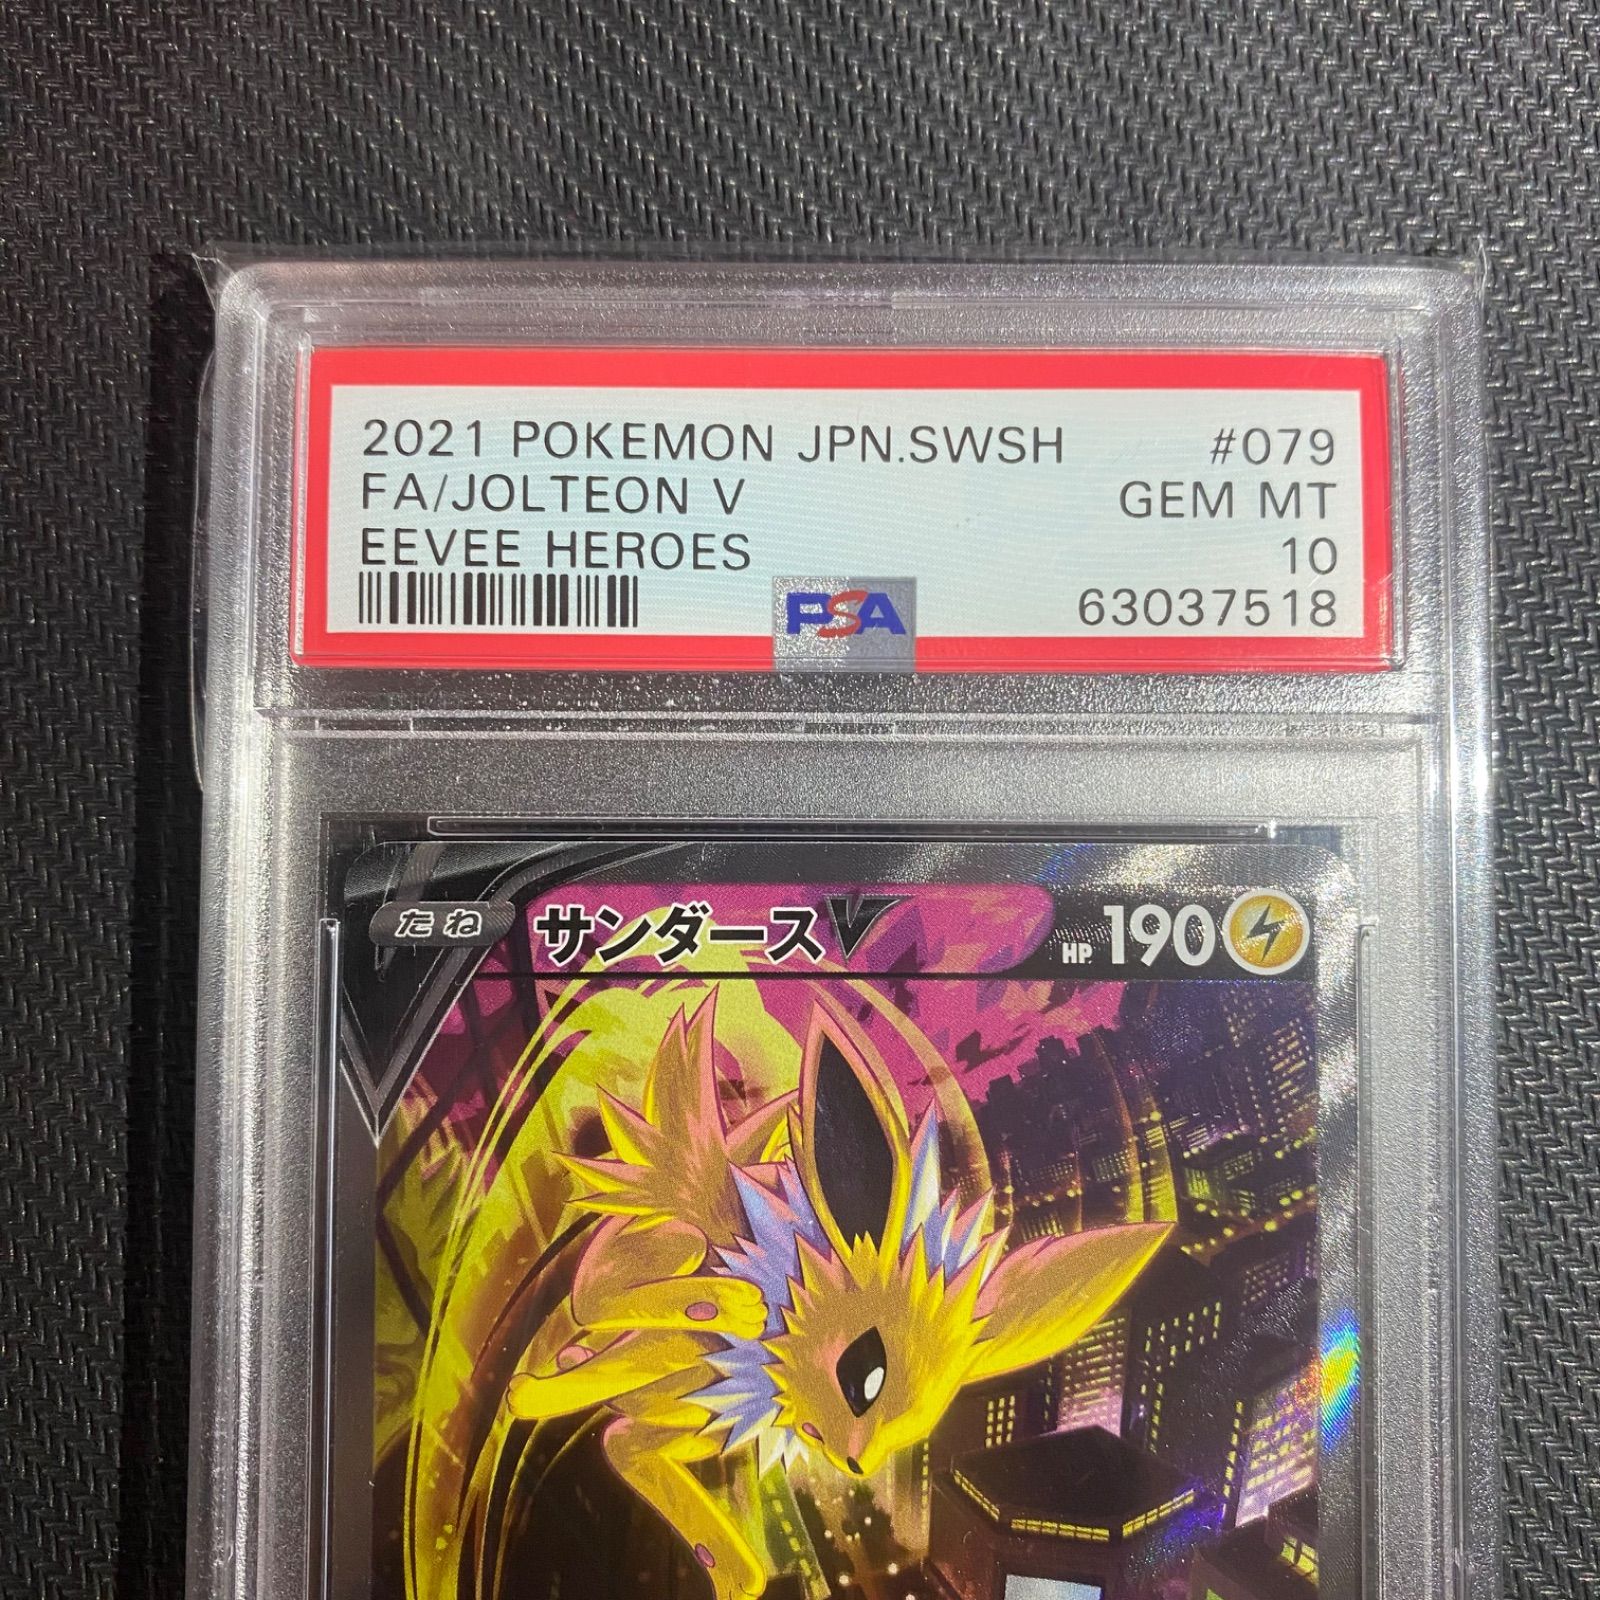 2021 POKEMON JPN.SWSH #079
FA/JOLTEON V GEM MT
EEVEE HEROES 10
PSA 63037518
たね サンダースV HP 190